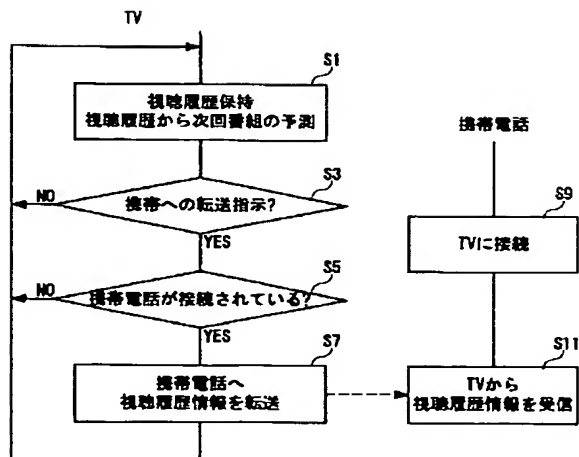 TV
S1
視聴履歴保持
視聴履歴から次回番組の予測
S3
携帯への転送指示?
NO
YES
S5
携帯電話が接続されている?
NO
YES
S7
携帯電話へ
視聴履歴情報を転送
携帯電話
S9
TVに接続
S11
TVから
視聴履歴情報を受信